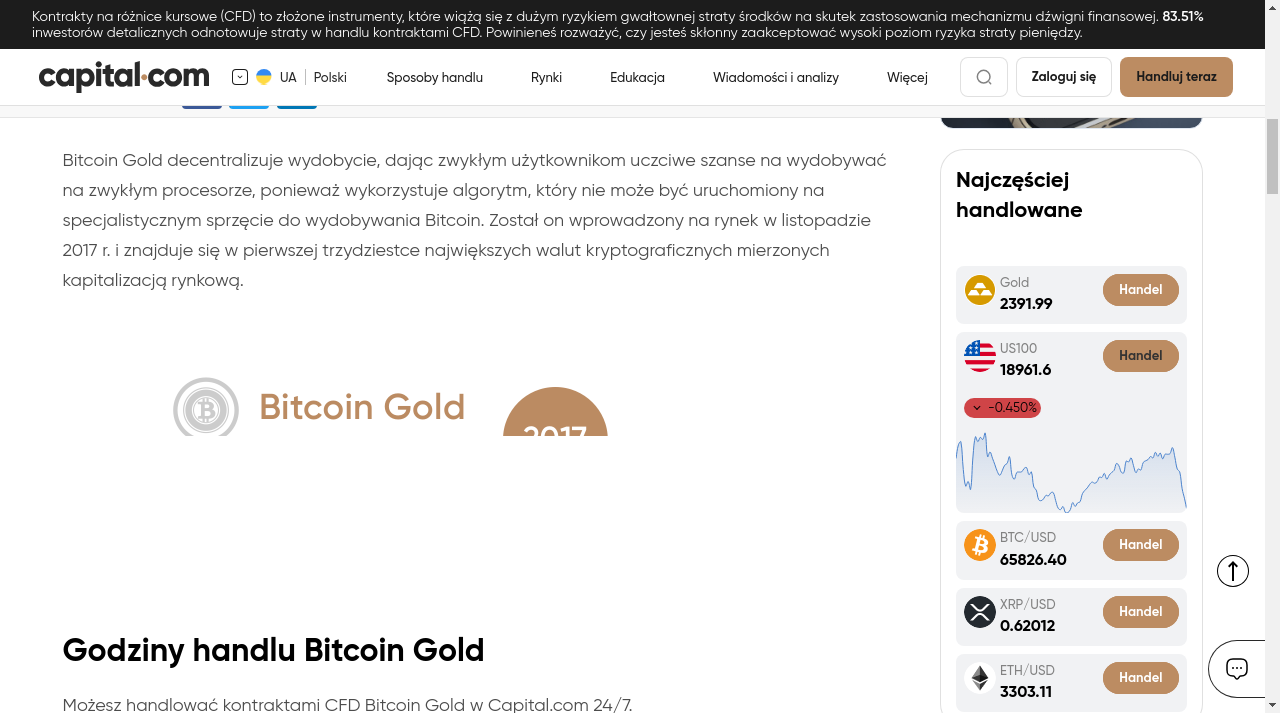 Kontrakty na różnice kursowe (CFD) to złożone instrumenty, które wiążą się z dużym ryzykiem gwałtownej straty środków na skutek zastosowania mechanizmu dźwigni finansowej. 83.51%
inwestorów detalicznych odnotowuje straty w handlu kontraktami CFD. Powinieneś rozważyć, czy jesteś skłonny zaakceptować wysoki poziom ryzyka straty pieniędzy.
capital.com
UA
Polski
Sposoby handlu
Rynki
Edukacja
Wiadomości i analizy
Więcej
Zaloguj się
Handluj teraz
Bitcoin Gold decentralizuje wydobycie, dając zwykłym użytkownikom uczciwe szanse na wydobywać
na zwykłym procesorze, ponieważ wykorzystuje algorytm, który nie może być uruchomiony na
specjalistycznym sprzęcie do wydobywania Bitcoin. Został on wprowadzony na rynek w listopadzie
2017 r. i znajduje się w pierwszej trzydziestce największych walut kryptograficznych mierzonych
kapitalizacją rynkową.
Bitcoin Gold
2017
Godziny handlu Bitcoin Gold
Możesz handlować kontraktami CFD Bitcoin Gold w Capital.com 24/7.
Najczęściej
handlowane
Gold
2391.99
Handel
US100
18961.6
Handel
-0.450%
BTC/USD
65826.40
Handel
XRP/USD
0.62012
Handel
ETH/USD
3303.11
Handel